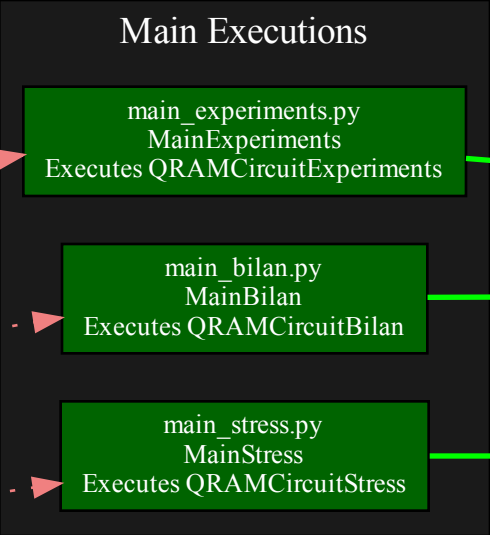 Main Executions
main_experiments.py
MainExperiments
Executes QRAMCircuitExperiments
main_bilan.py
MainBilan
Executes QRAMCircuitBilan
main_stress.py
MainStress
Executes QRAMCircuitStress